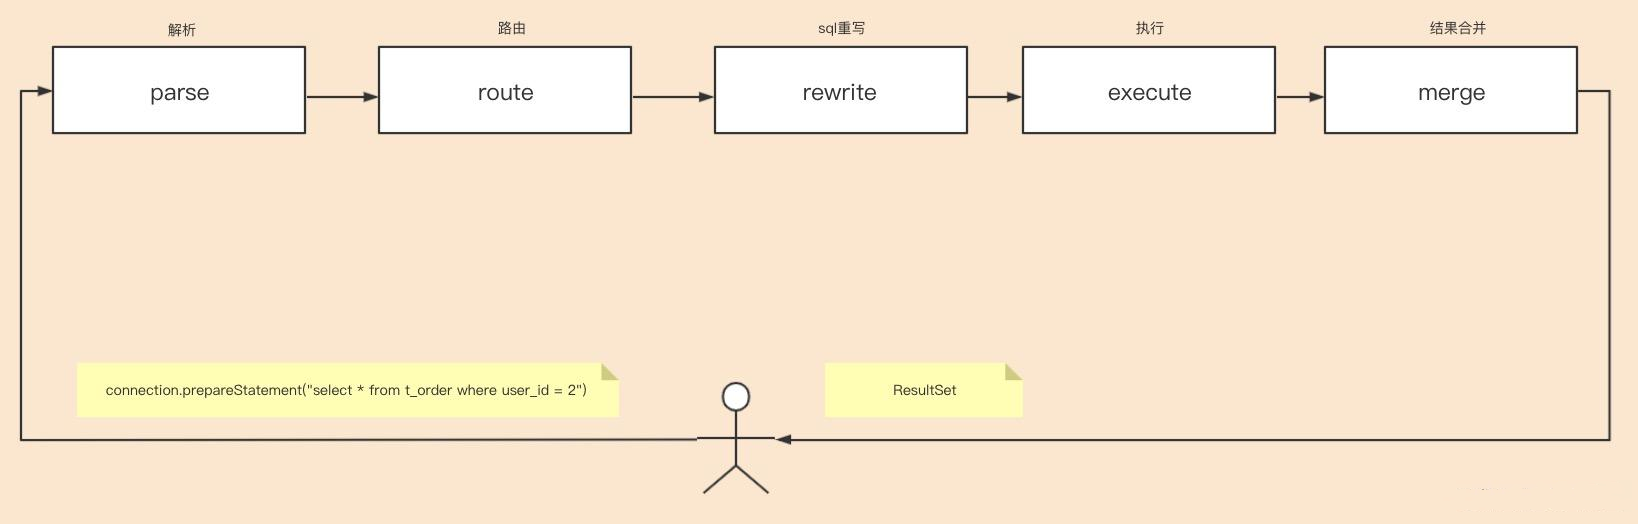 解析
路由
sql重写
执行
结果合并
parse
route
rewrite
execute
merge
connection.prepareStatement("select * from t_order where user_id = 2")
ResultSet